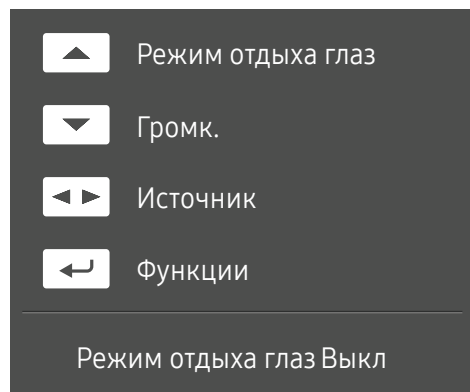 Режим отдыха глаз
Громк.
Источник
Функции
Режим отдыха глаз Выкл